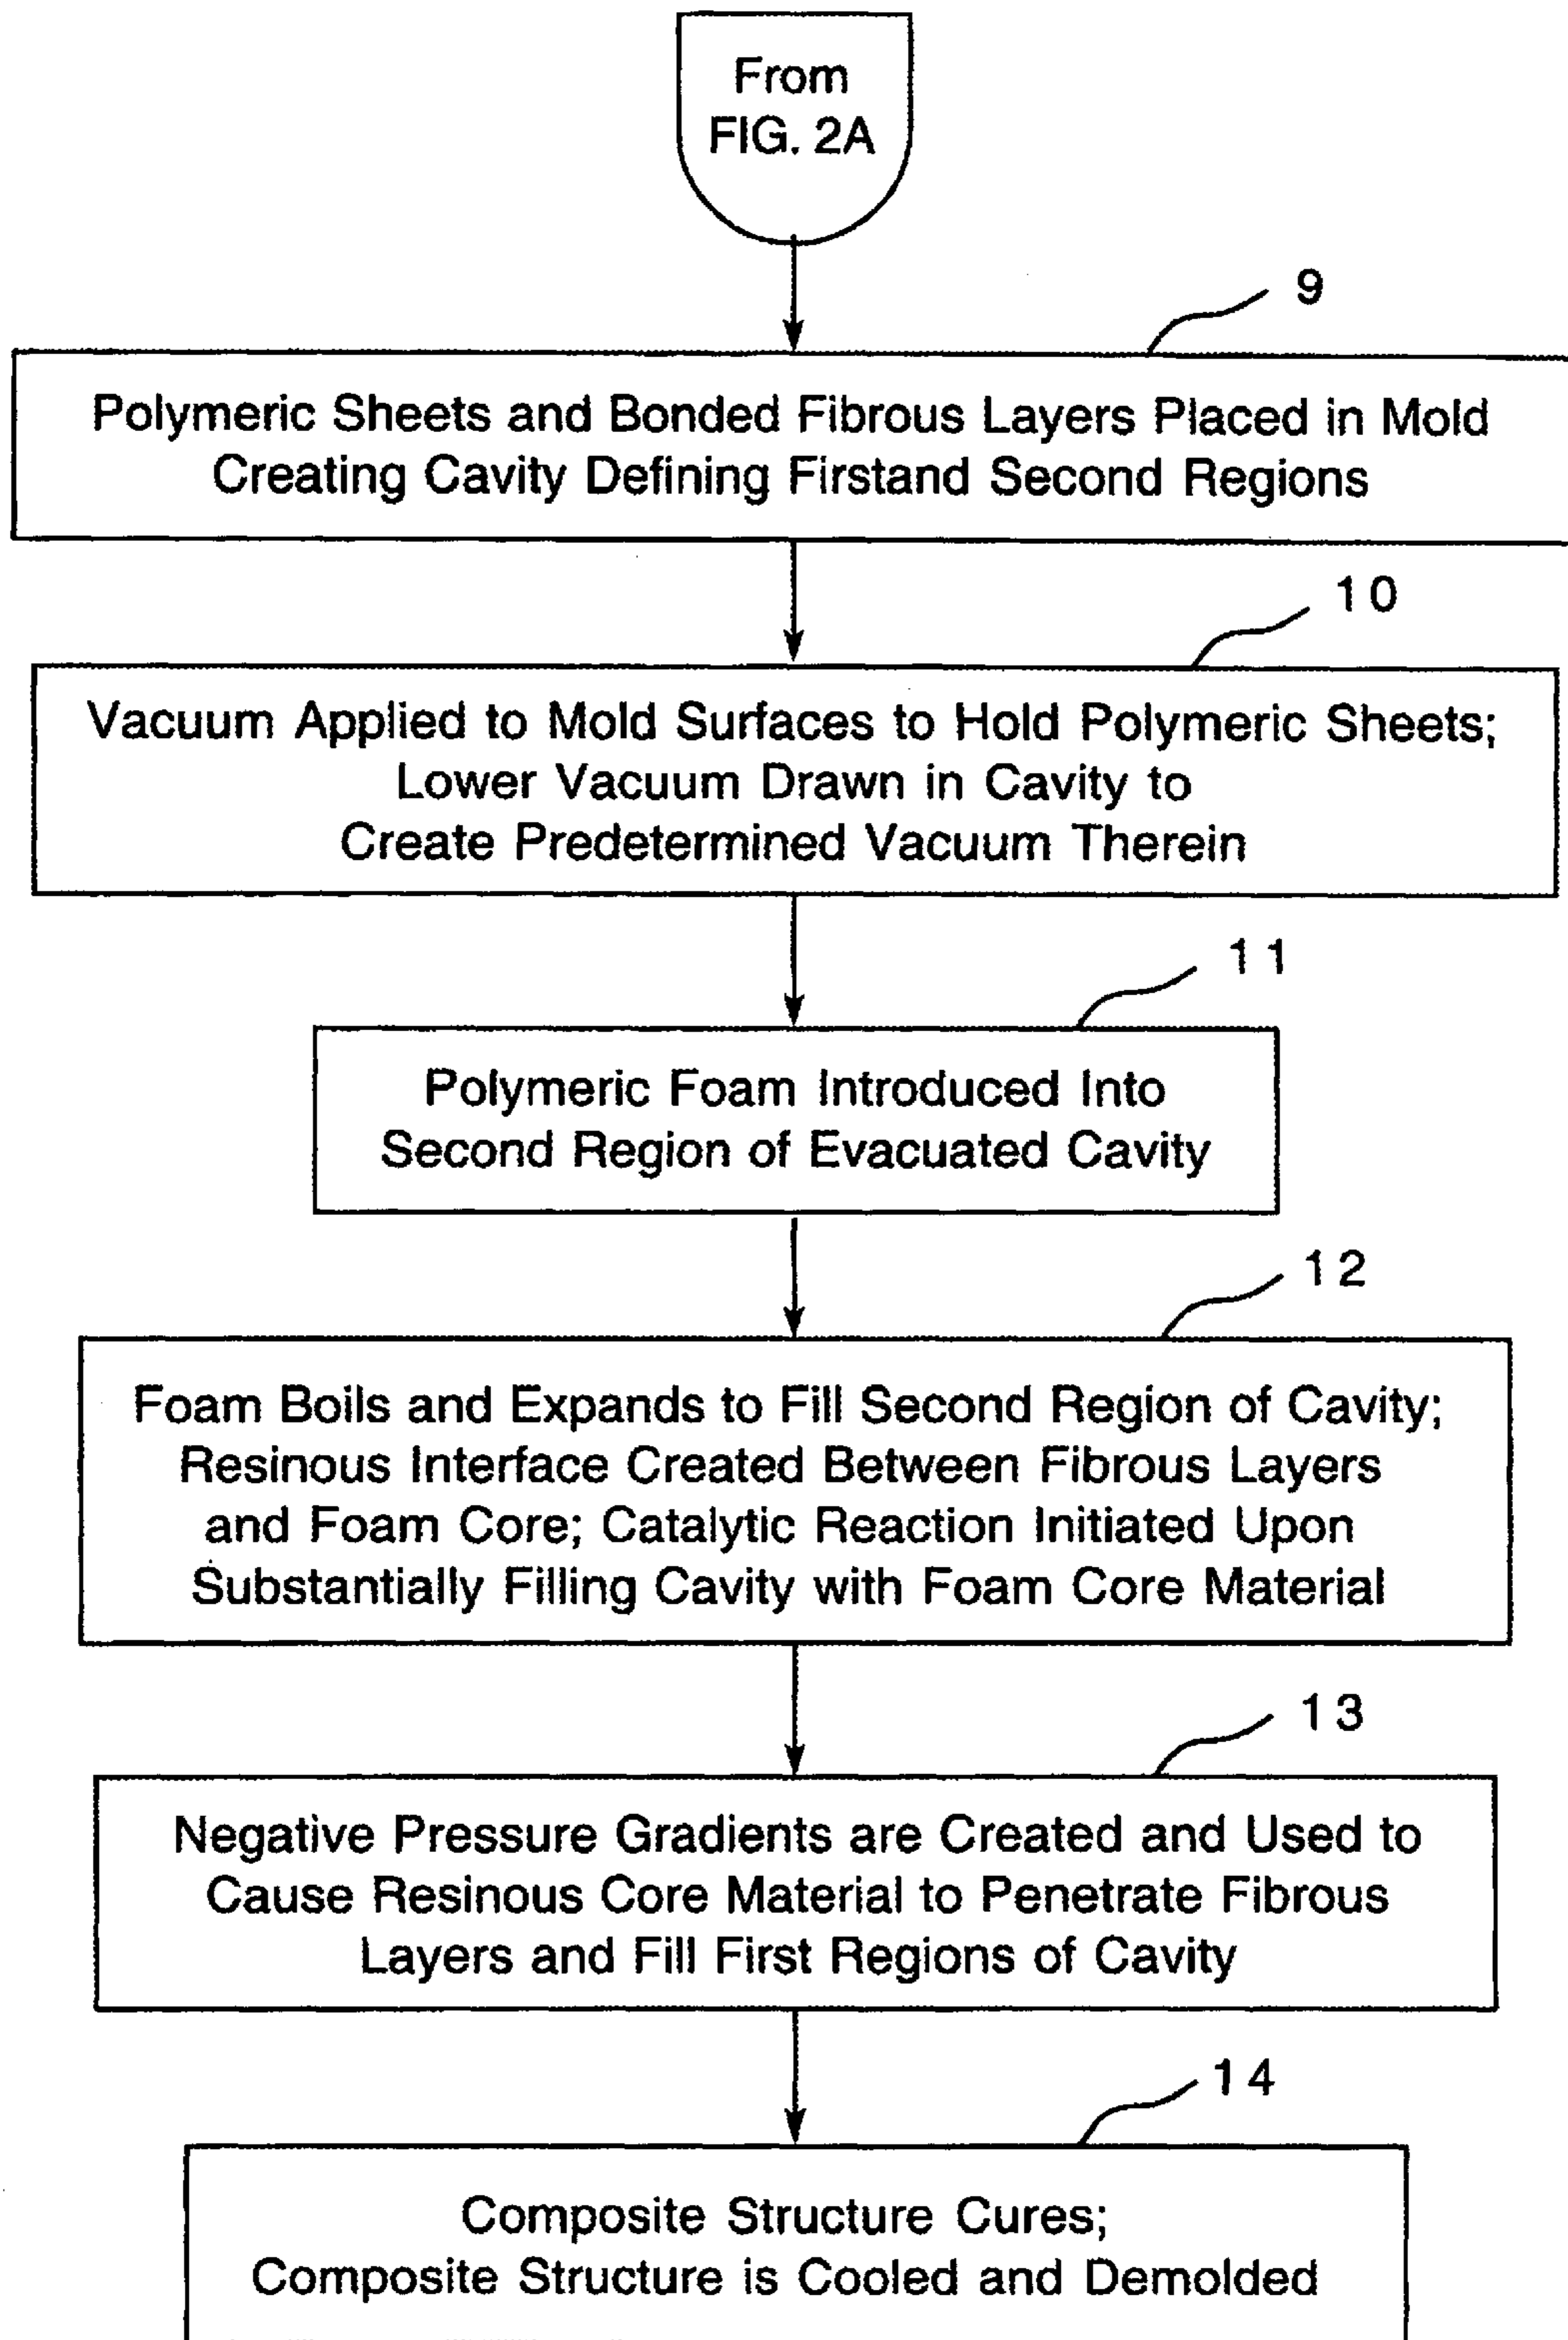 From
FIG. 2A
9
Polymeric Sheets and Bonded Fibrous Layers Placed in Mold
Creating Cavity Defining Firstand Second Regions
10
Vacuum Applied to Mold Surfaces to Hold Polymeric Sheets;
Lower Vacuum Drawn in Cavity to
Create Predetermined Vacuum Therein
11
Polymeric Foam Introduced Into
Second Region of Evacuated Cavity
12
Foam Boils and Expands to Fill Second Region of Cavity;
Resinous Interface Created Between Fibrous Layers
and Foam Core; Catalytic Reaction Initiated Upon
Substantially Filling Cavity with Foam Core Material
13
Negative Pressure Gradients are Created and Used to
Cause Resinous Core Material to Penetrate Fibrous
Layers and Fill First Regions of Cavity
14
Composite Structure Cures;
Composite Structure is Cooled and Demolded